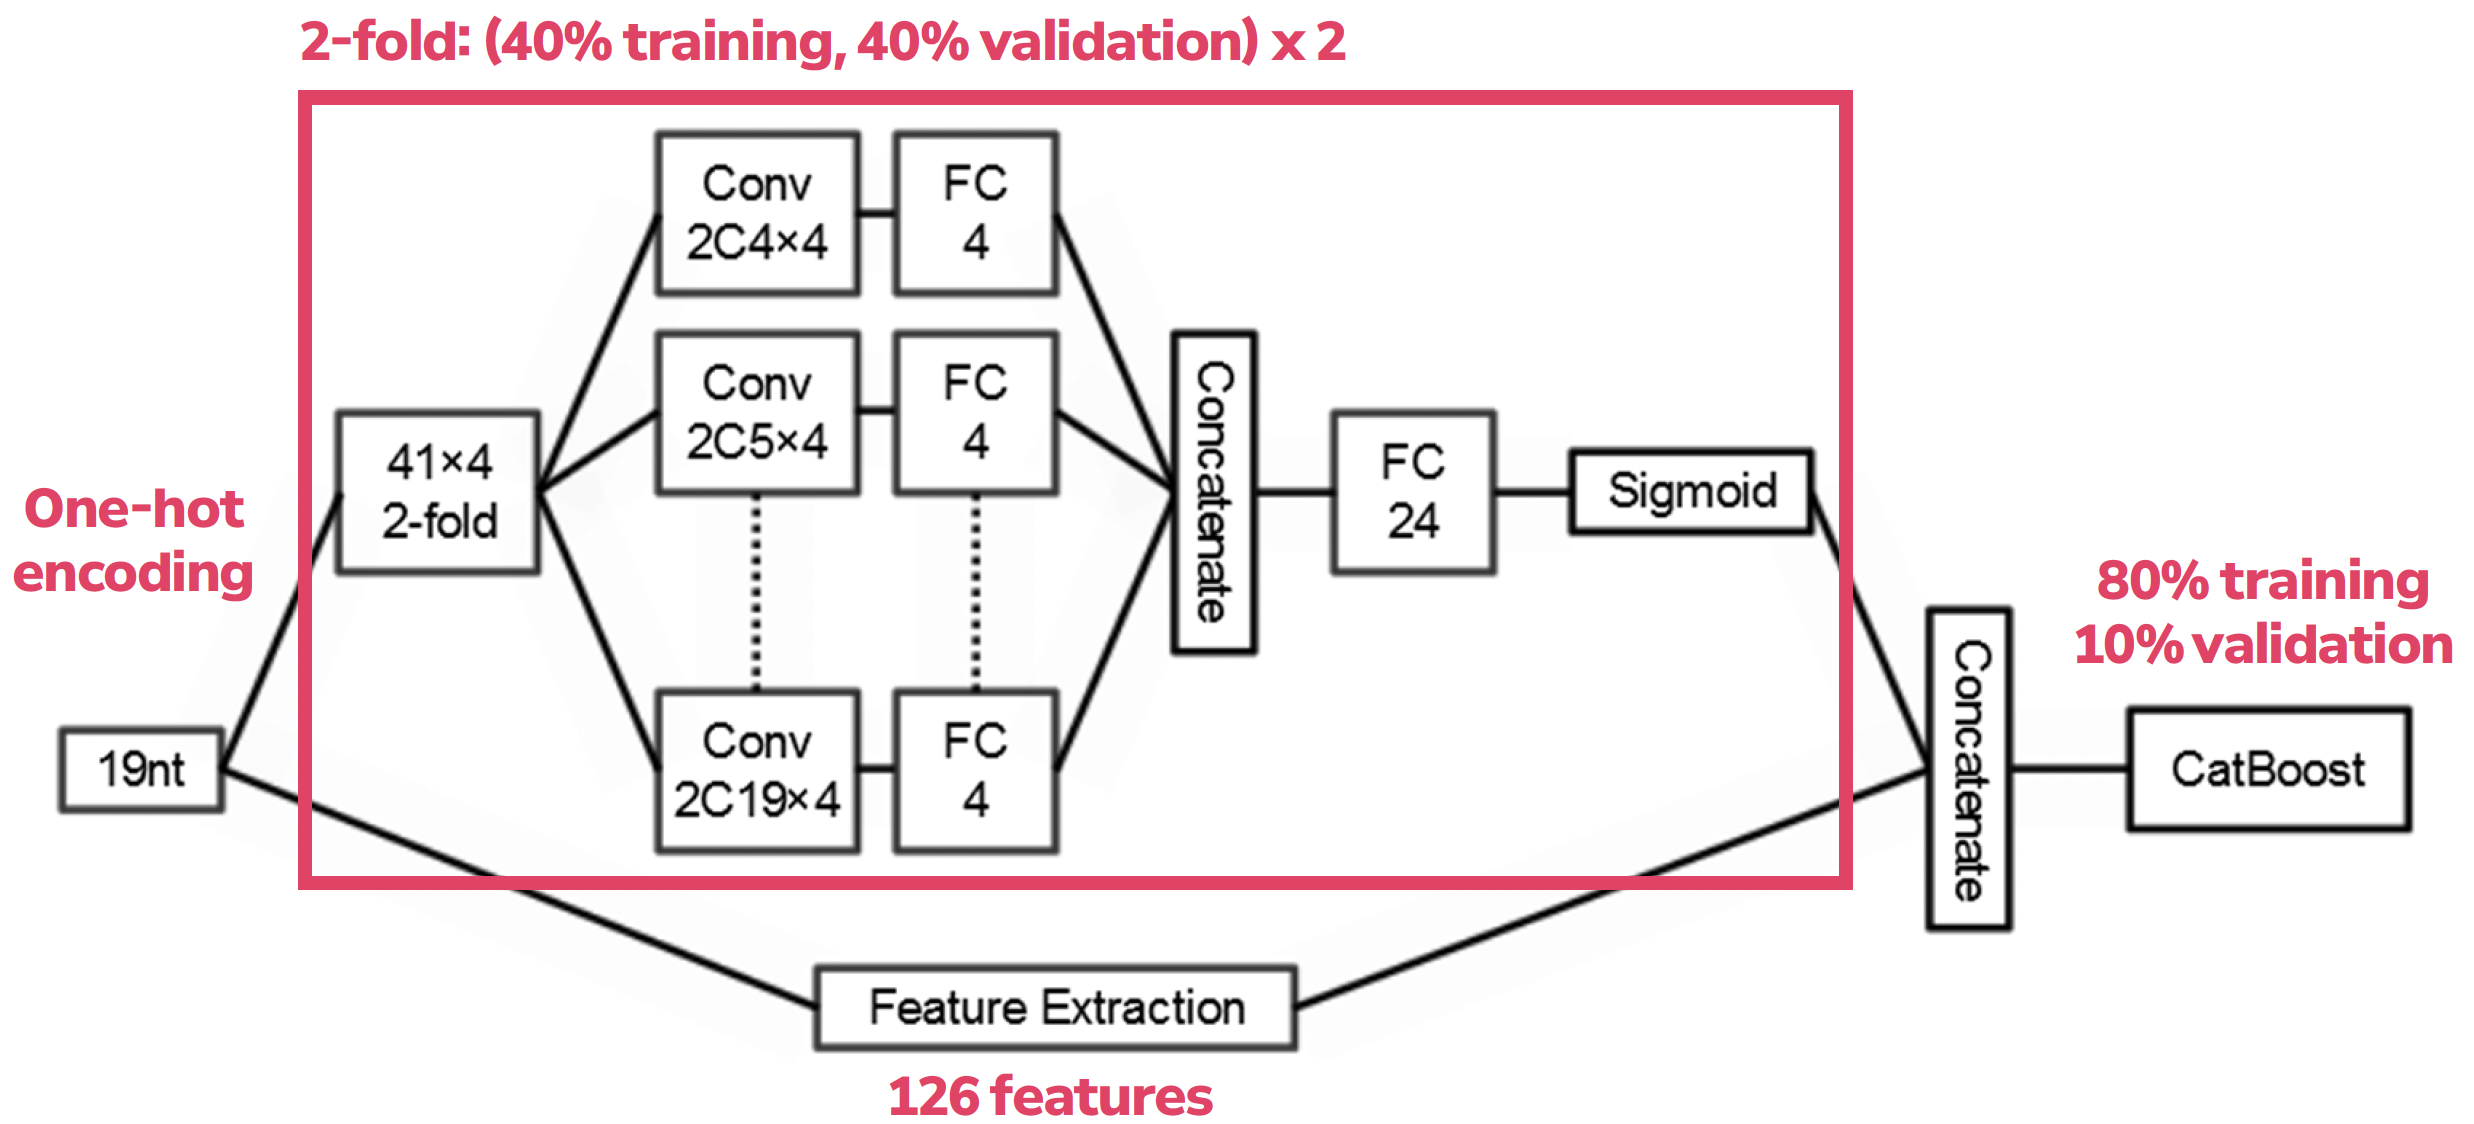 2-fold: (40% training, 40% validation) x 2
Conv
2C4×4
FC
4
Conv
2C5×4
FC
4
41×4
2-fold
One-hot
encoding
Concatenate
FC
24
Sigmoid
80% training
10% validation
19nt
Conv
2C19×4
FC
4
Concatenate
CatBoost
Feature Extraction
126 features